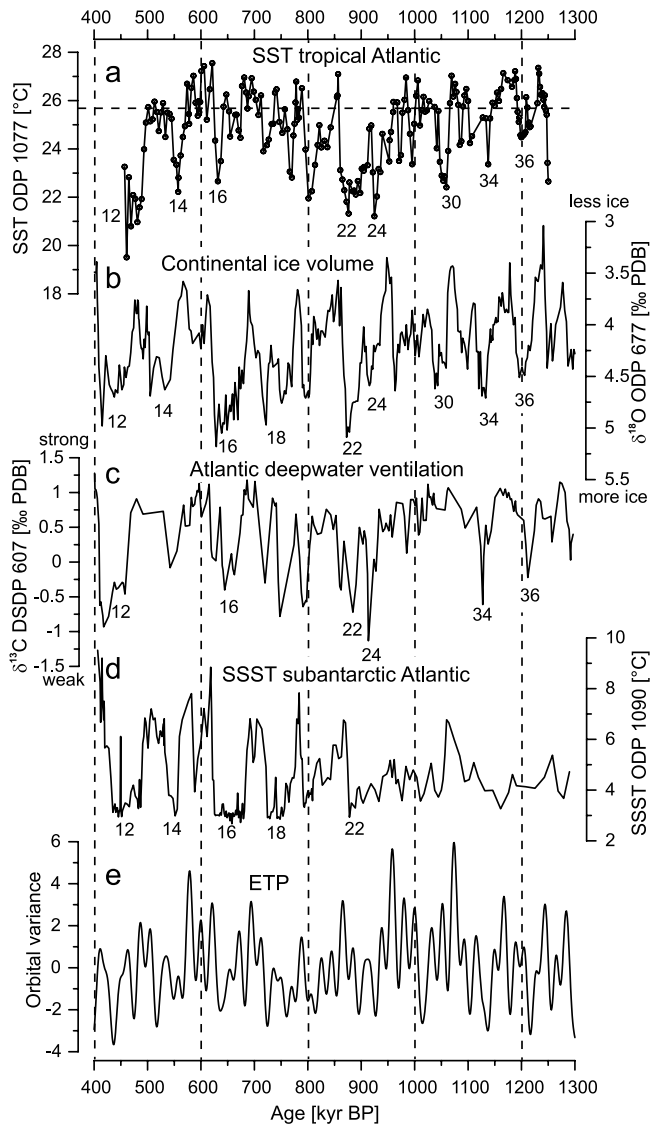 400 500 600 700 800 900 1000 1100 1200 1300
SST tropical Atlantic
a
28
26
24
22
20
18
SST ODP 1077 [°C]
12 14 16 22 24 30 34 36
less ice
b
Continental ice volume
3
3.5
4
4.5
5
5.5
δ18O ODP 677 [‰ PDB]
12 14 16 18 22 24 30 34 36
more ice
strong
c
Atlantic deepwater ventilation
1.5
1
0.5
0
-0.5
-1
-1.5
δ13C DSDP 607 [‰ PDB]
12 16 22 24 34 36
weak
d
SSST subantarctic Atlantic
10
8
6
4
2
SSST ODP 1090 [°C]
12 14 16 18 22
e
ETP
6
4
2
0
-2
-4
Orbital variance
400 500 600 700 800 900 1000 1100 1200 1300
Age [kyr BP]